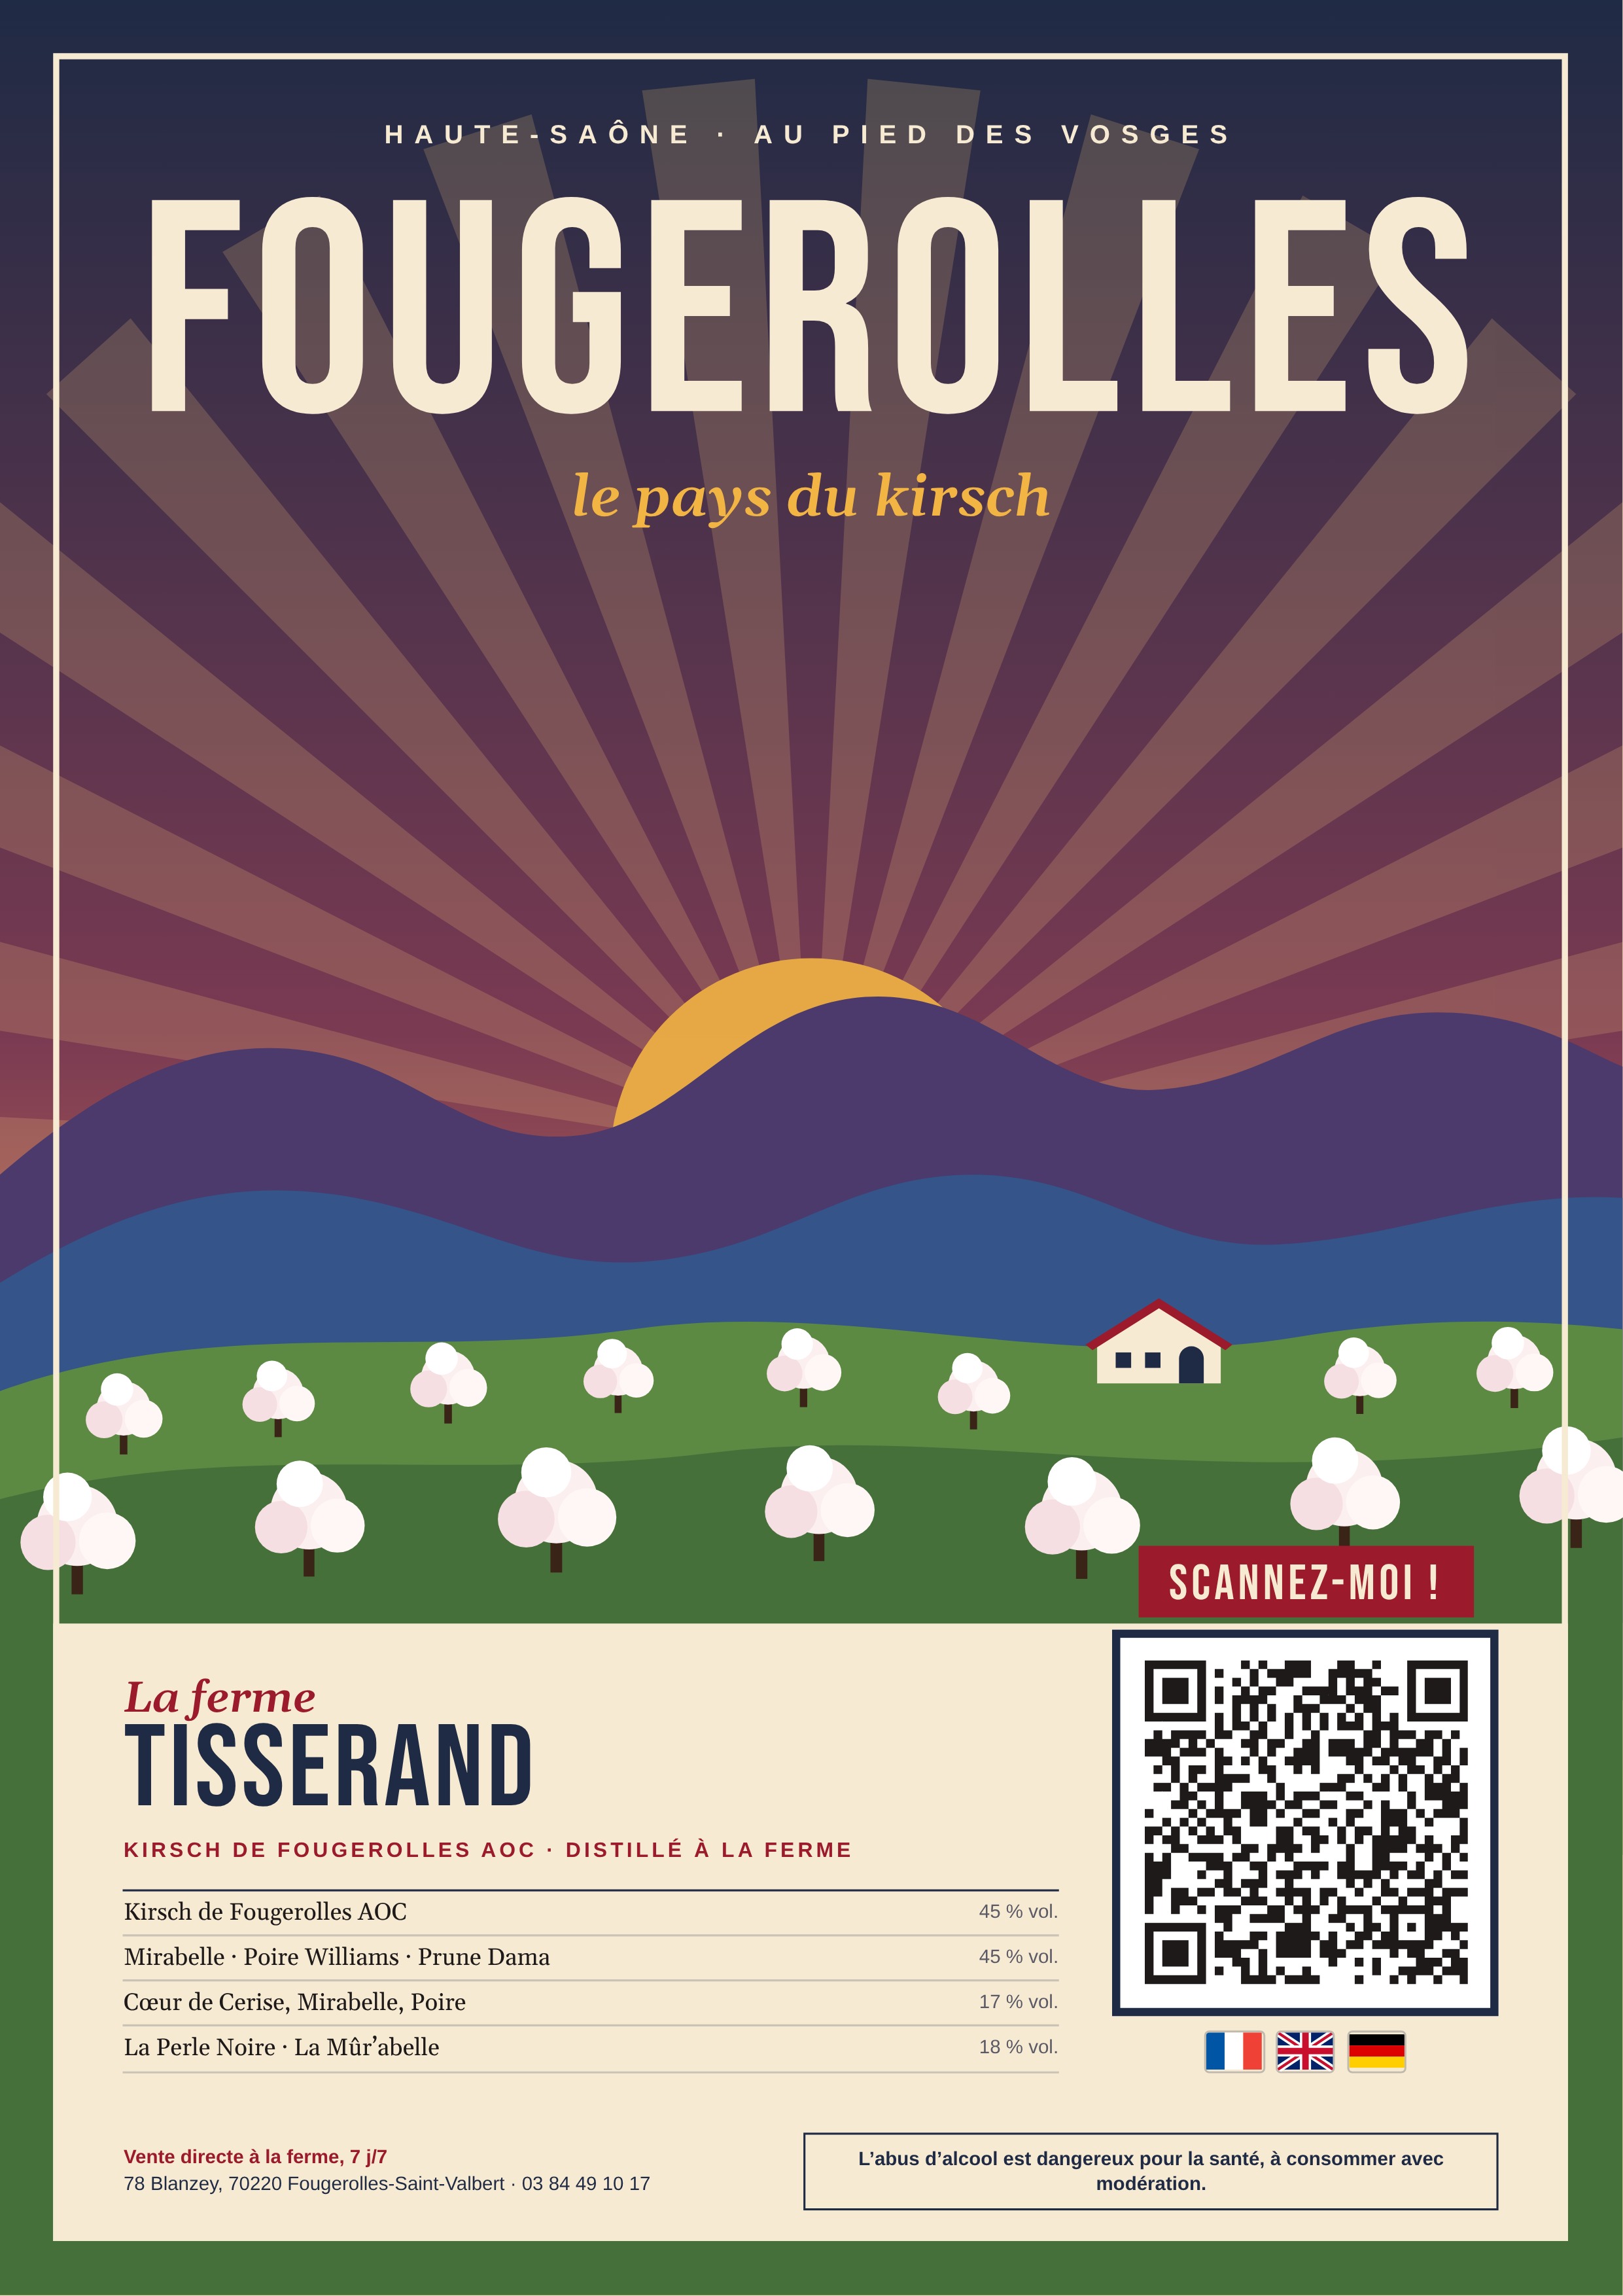 HAUTE-SAÔNE · AU PIED DES VOSGES
FOUGEROLLES
le pays du kirsch
SCANNEZ-MOI !
La ferme
TISSERAND
KIRSCH DE FOUGEROLLES AOC · DISTILLÉ À LA FERME
Kirsch de Fougerolles AOC 45 % vol.
Mirabelle · Poire Williams · Prune Dama 45 % vol.
Cœur de Cerise, Mirabelle, Poire 17 % vol.
La Perle Noire · La Mûr’abelle 18 % vol.
Vente directe à la ferme, 7 j/7
78 Blanzey, 70220 Fougerolles-Saint-Valbert · 03 84 49 10 17
L’abus d’alcool est dangereux pour la santé, à consommer avec
modération.